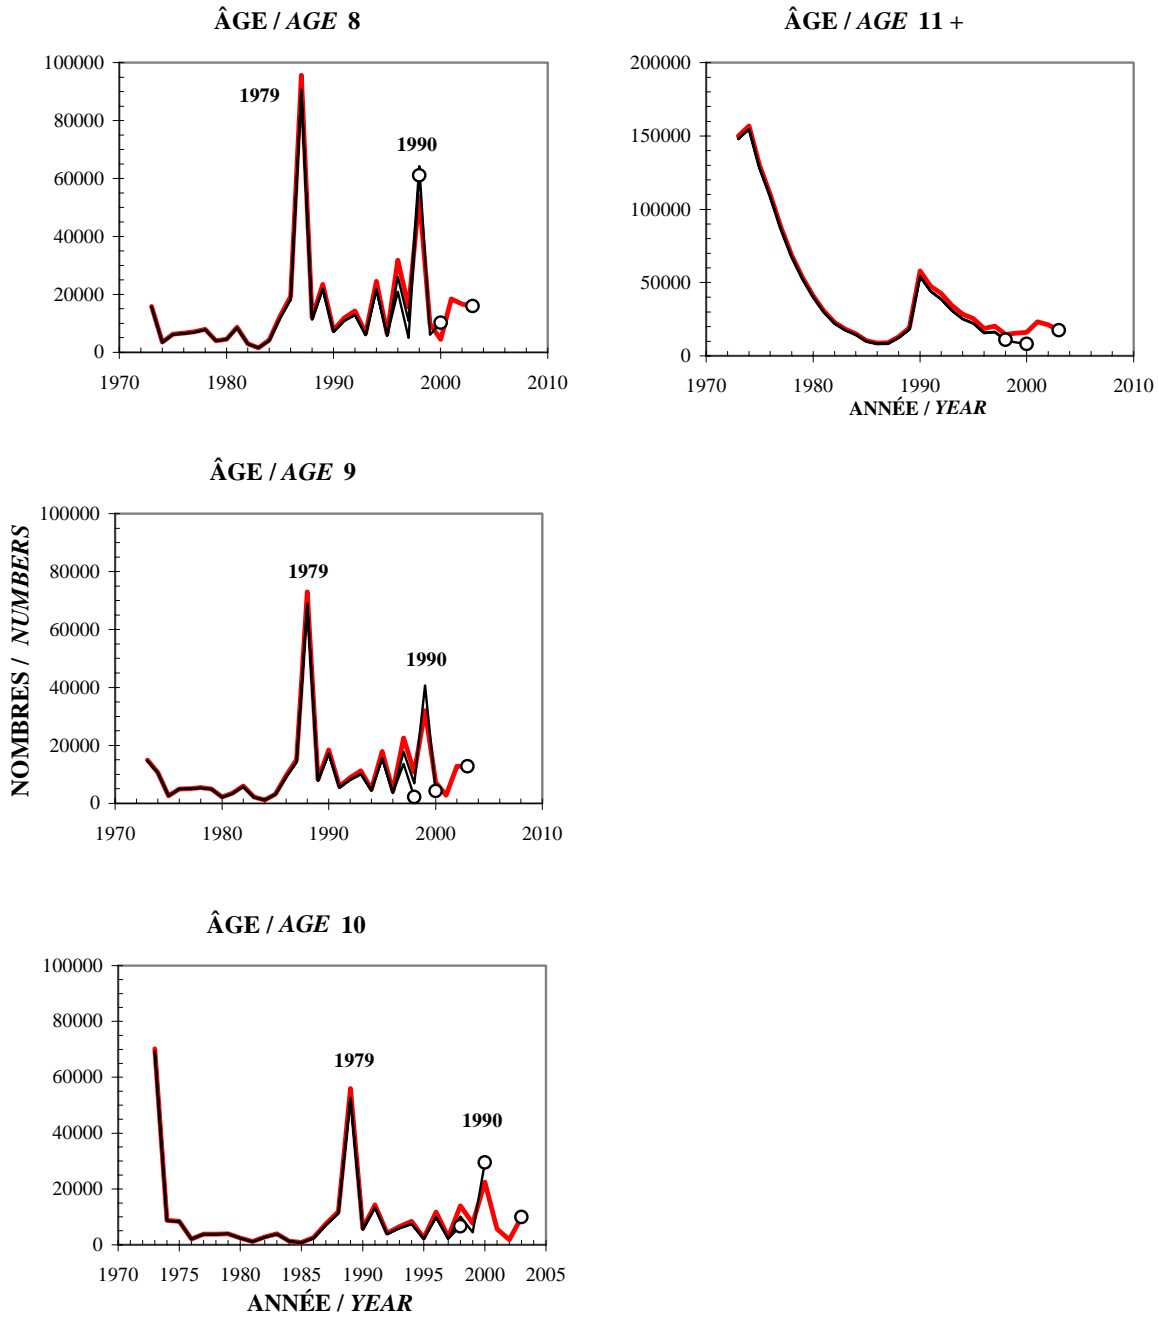 ÂGE / AGE 8
100000
80000
60000
40000
20000
0
1970 1980 1990 2000 2010
1979
1990
ÂGE / AGE 11 +
200000
150000
100000
50000
0
1970 1980 1990 2000 2010
ANNÉE / YEAR
ÂGE / AGE 9
NOMBRES / NUMBERS
100000
80000
60000
40000
20000
0
1970 1980 1990 2000 2010
1979
1990
ÂGE / AGE 10
100000
80000
60000
40000
20000
0
1970 1975 1980 1985 1990 1995 2000 2005
1979
1990
ANNÉE / YEAR